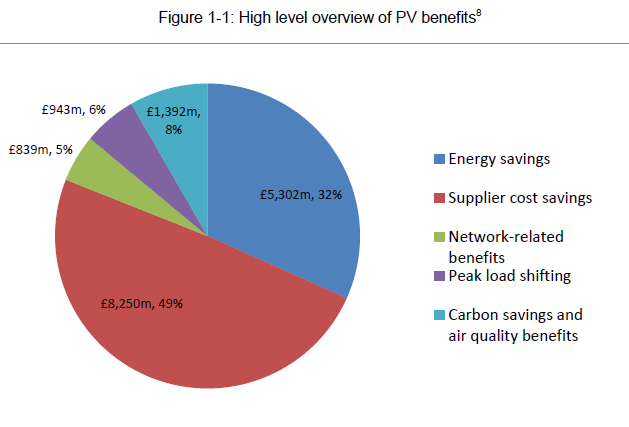 Figure 1-1: High level overview of PV benefits8
£943m, 6%
£1,392m,
8%
£839m, 5%
£5,302m, 32%
£8,250m, 49%
Energy savings
Supplier cost savings
Network-related
benefits
Peak load shifting
Carbon savings and
air quality benefits